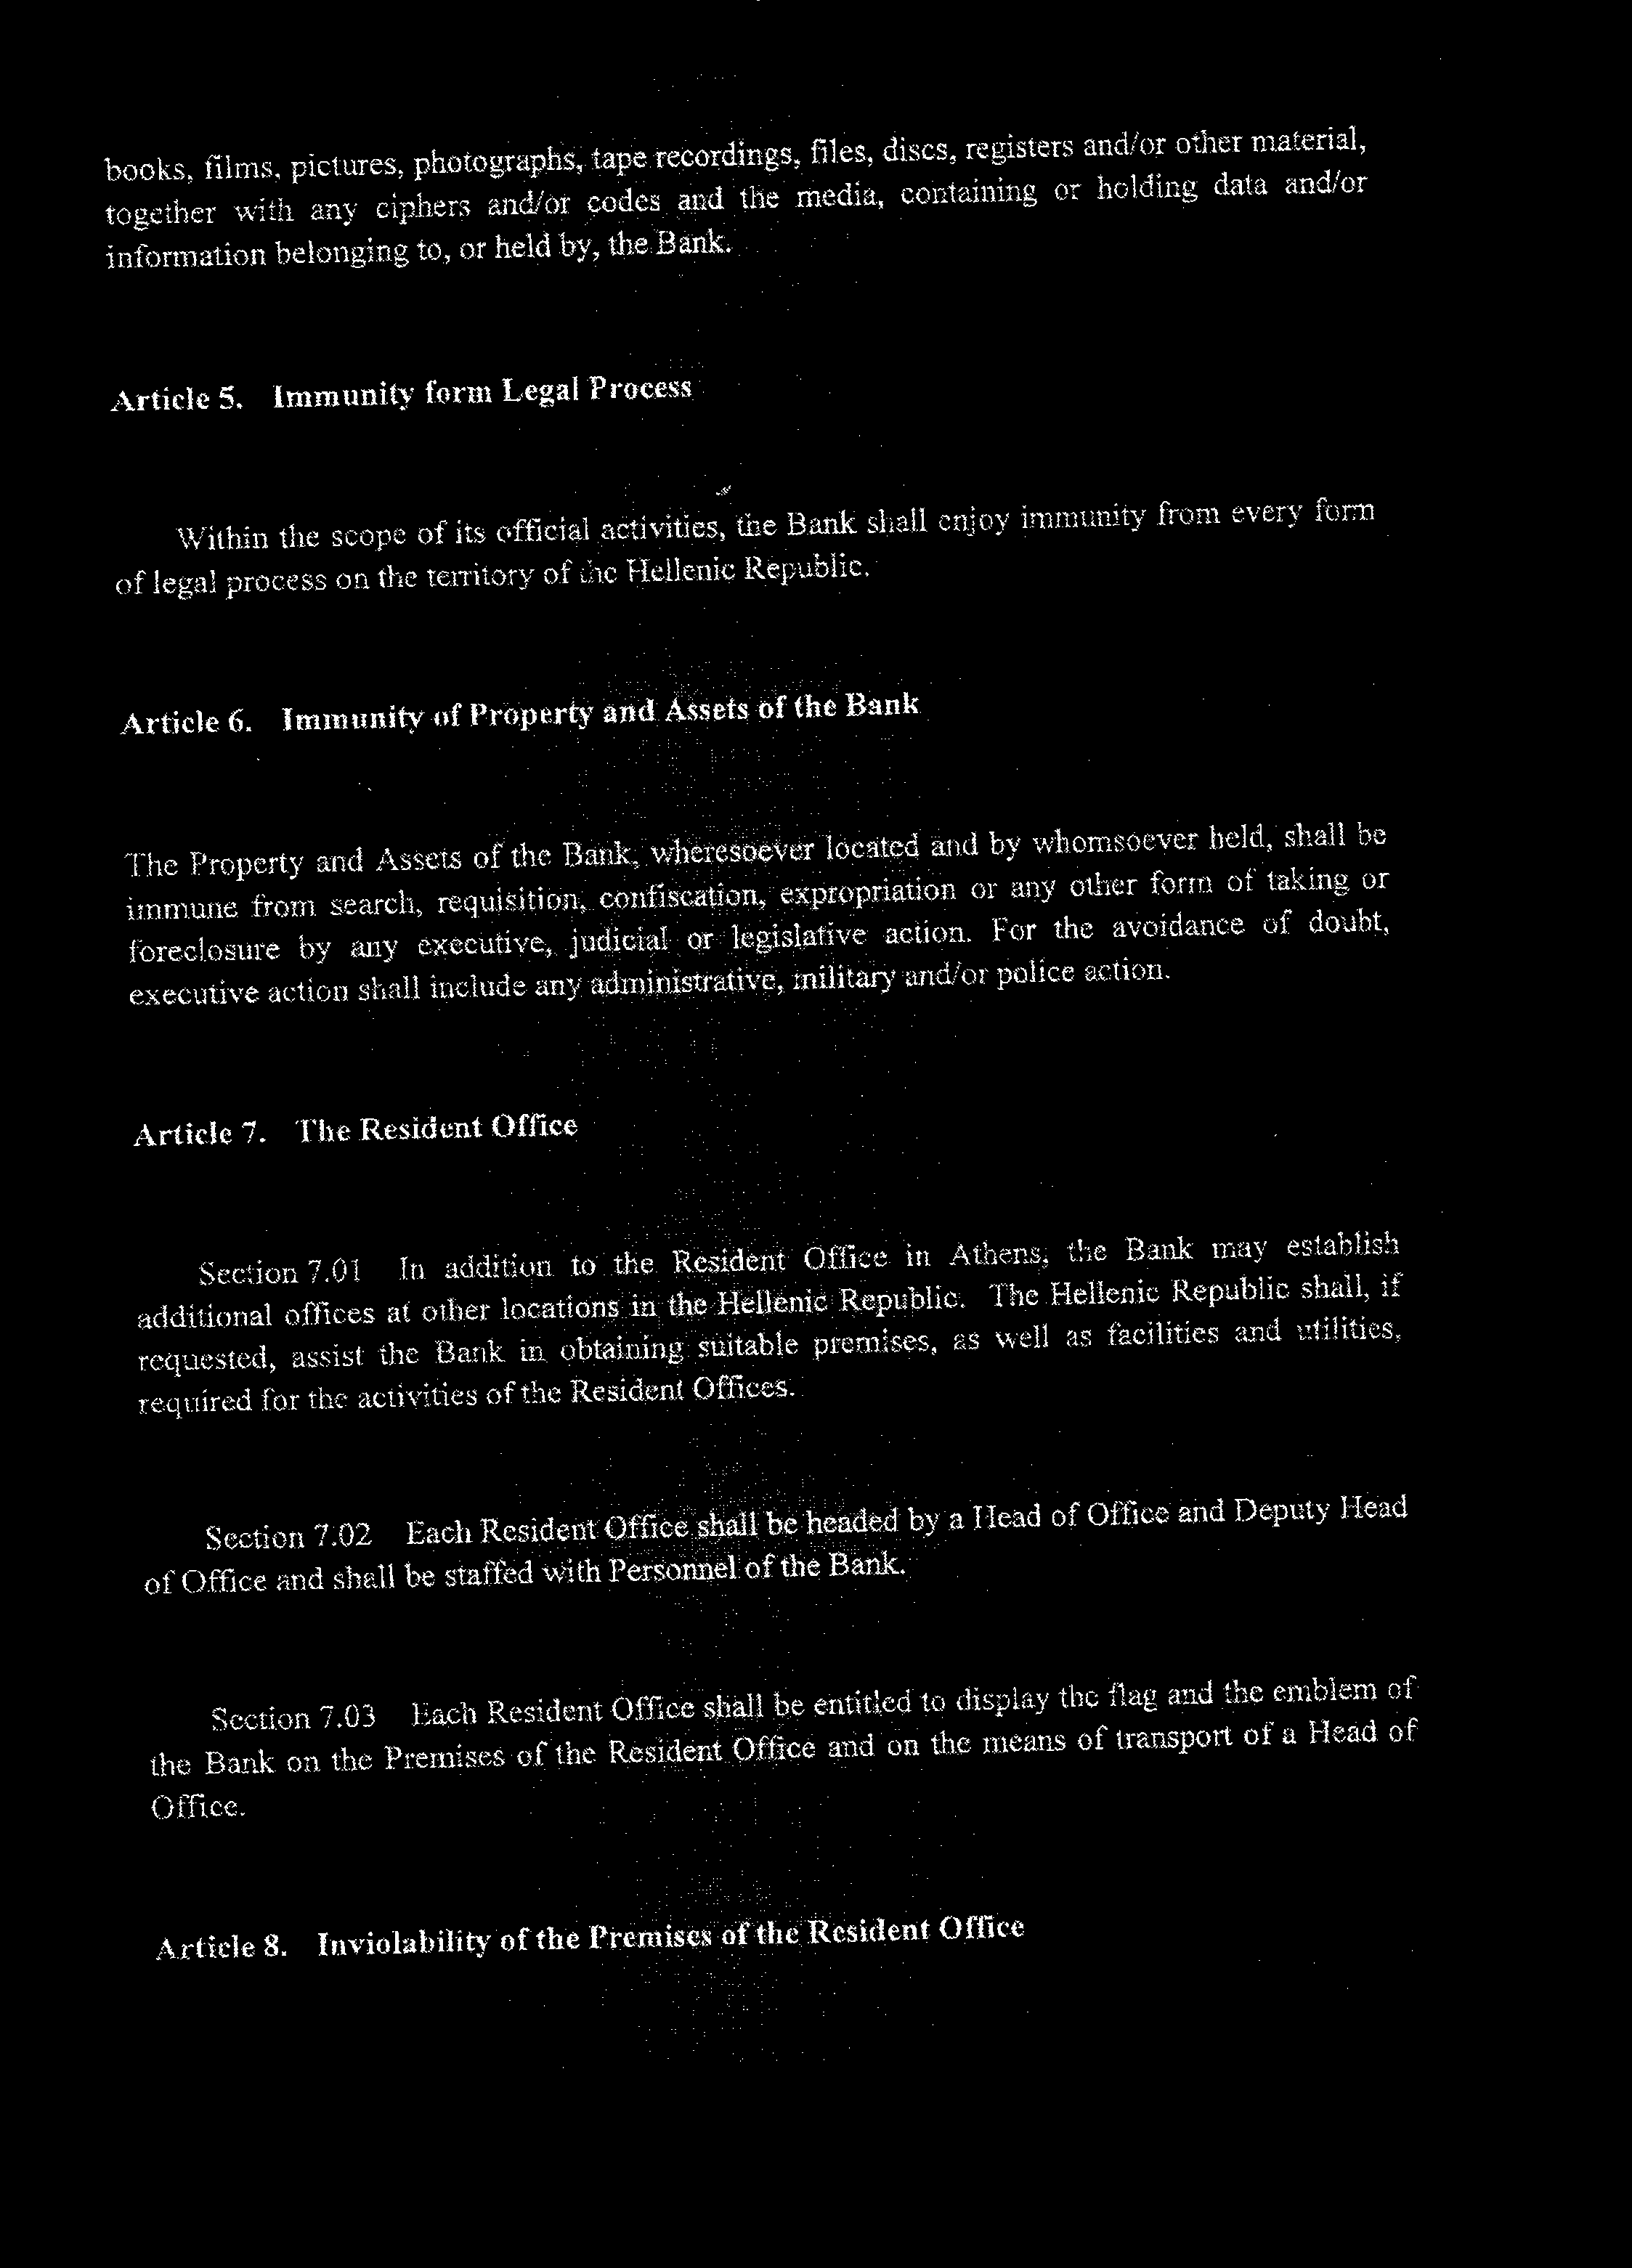 books, films, pictures, photographs, tape recordings, files, discs, registers and/or other material,
together with any ciphers and/or codes and the media, containing or holding data and/or
information belonging to, or held by, the Bank.
Article 5. Immunity form Legal Process
Within the scope of its official activities, the Bank shall enjoy immunity from every form
of legal process on the territory of the Hellenic Republic.
Article 6. Immunity of Property and Assets of the Bank
The Property and Assets of the Bank, wheresoever located and by whomsoever held, shall be
immune from search, requisition, confiscation, expropriation or any other form of taking or
foreclosure by any executive, judicial or legislative action. For the avoidance of doubt,
executive action shall include any administrative, military and/or police action.
Article 7. The Resident Office
Section 7.01 In addition to the Resident Office in Athens, the Bank may establish
additional offices at other locations in the Hellenic Republic. The Hellenic Republic shall, if
requested, assist the Bank in obtaining suitable premises, as well as facilities and utilities,
required for the activities of the Resident Offices.
Section 7.02 Each Resident Office shall be headed by a Head of Office and Deputy Head
of Office and shall be staffed with Personnel of the Bank.
Section 7.03 Each Resident Office shall be entitled to display the flag and the emblem of
the Bank on the Premises of the Resident Office and on the means of transport of a Head of
Office.
Article 8. Inviolability of the Premises of the Resident Office